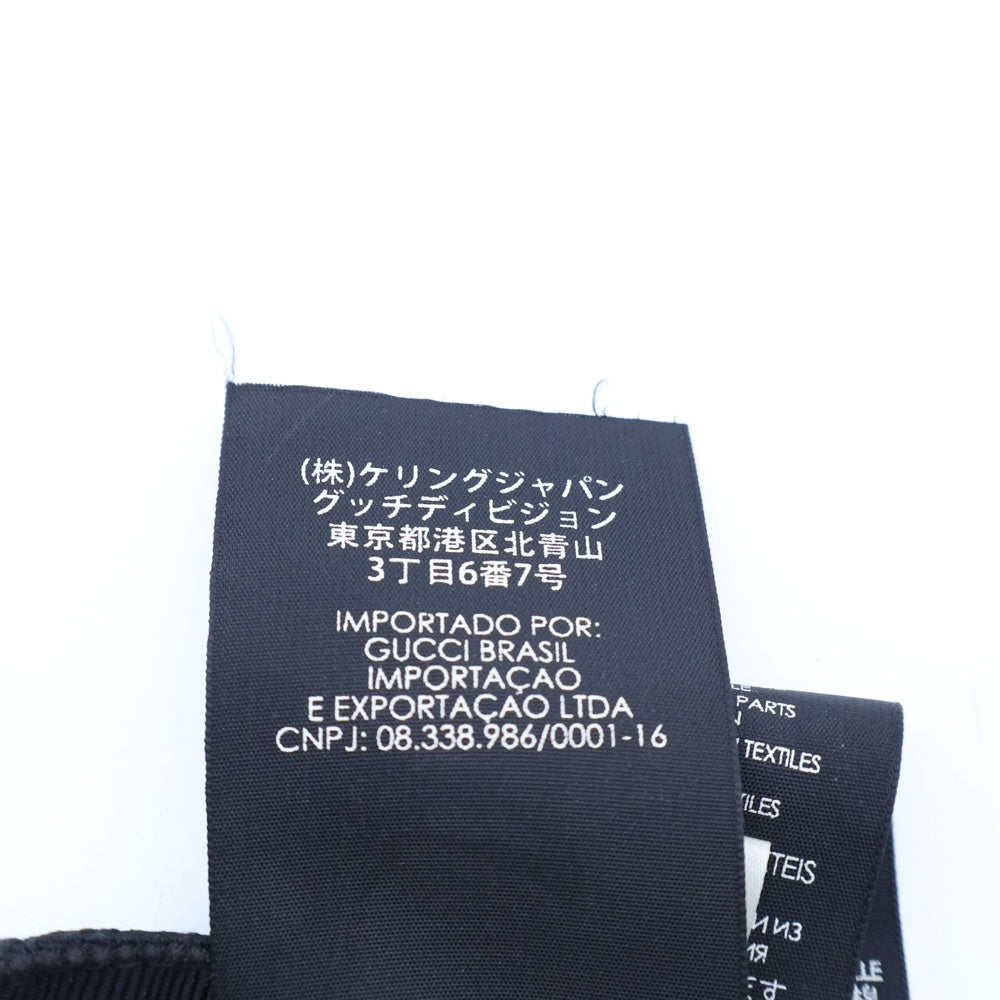 (株)ケリングジャパン
グッチディビジョン
東京都港区北青山
3丁目6番7号
IMPORTADO POR:
GUCCI BRASIL
IMPORTAÇAO
E EXPORTAÇAO LTDA
CNPJ: 08.338.986/0001-16
PARTS
TEXTILES
ИЗ